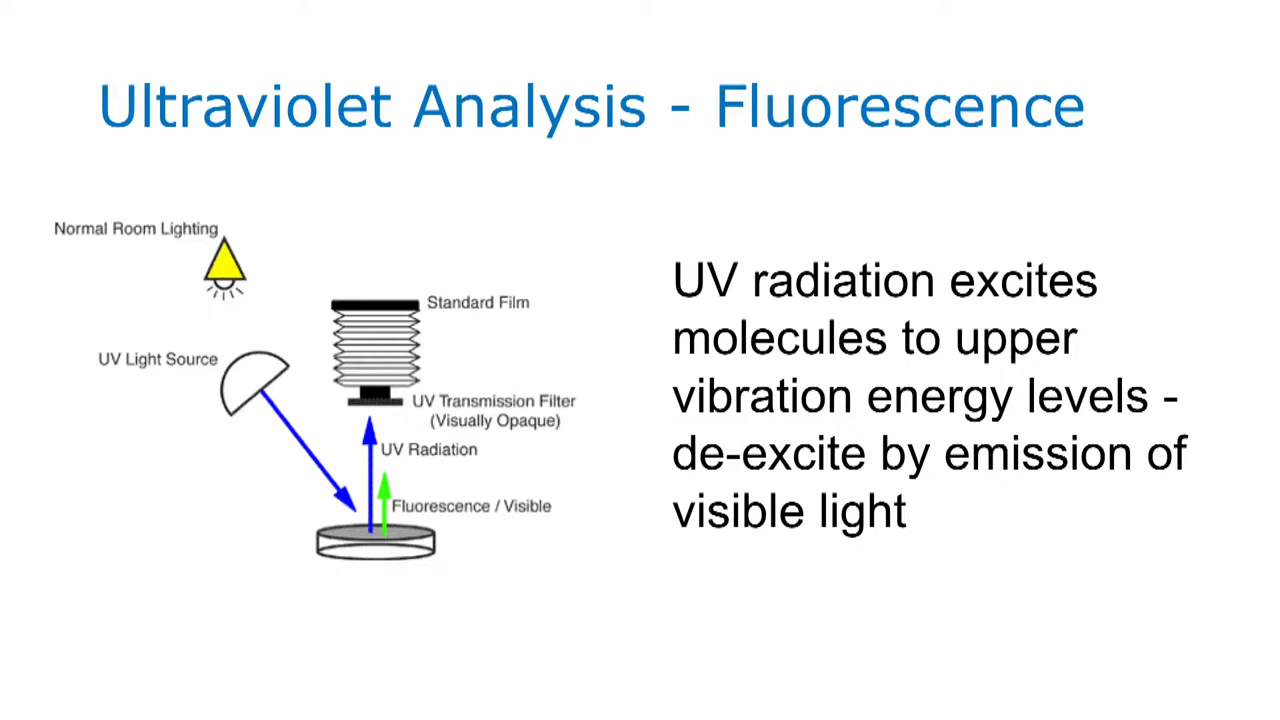 Ultraviolet Analysis - Fluorescence
Normal Room Lighting
Standard Film
UV Light Source
UV Transmission Filter
(Visually Opaque)
UV Radiation
Fluorescence / Visible
UV radiation excites
molecules to upper
vibration energy levels -
de-excite by emission of
visible light